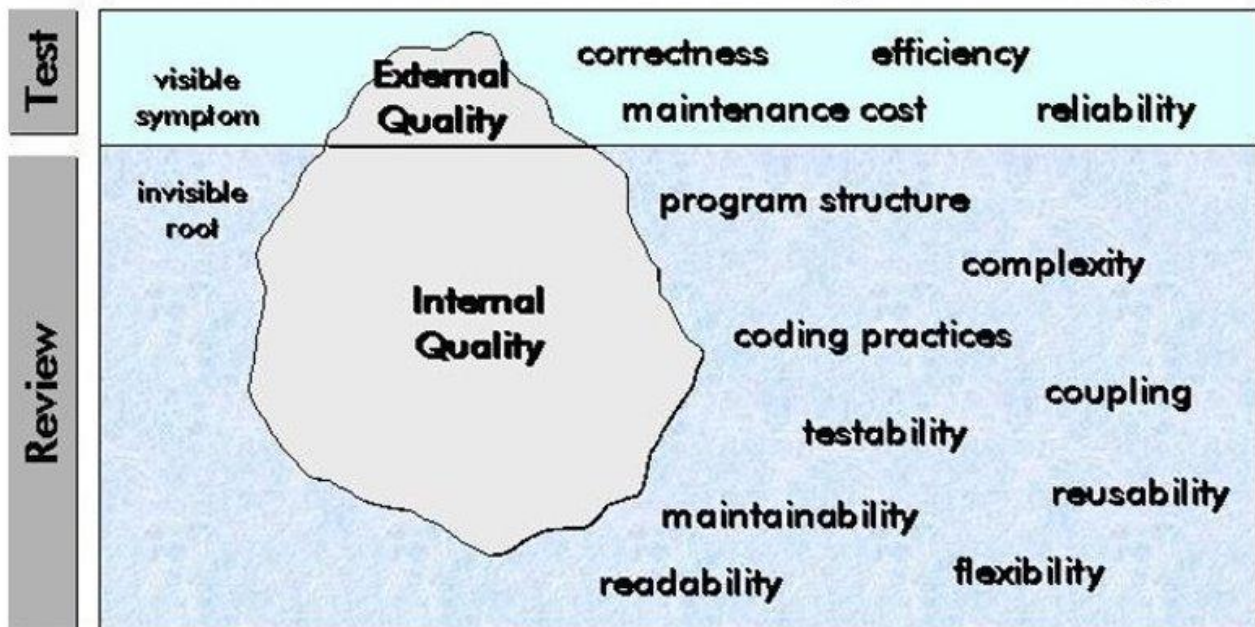 Test
visible
symptom
External
Quality
correctness
efficiency
maintenance cost
reliability
Review
invisible
root
Internal
Quality
program structure
complexity
coding practices
coupling
testability
reusability
maintainability
flexibility
readability